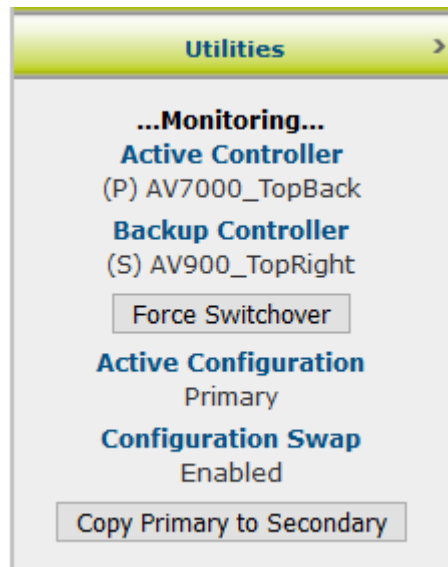 Utilities
...Monitoring...
Active Controller
(P) AV7000_TopBack
Backup Controller
(S) AV900_TopRight
Force Switchover
Active Configuration
Primary
Configuration Swap
Enabled
Copy Primary to Secondary